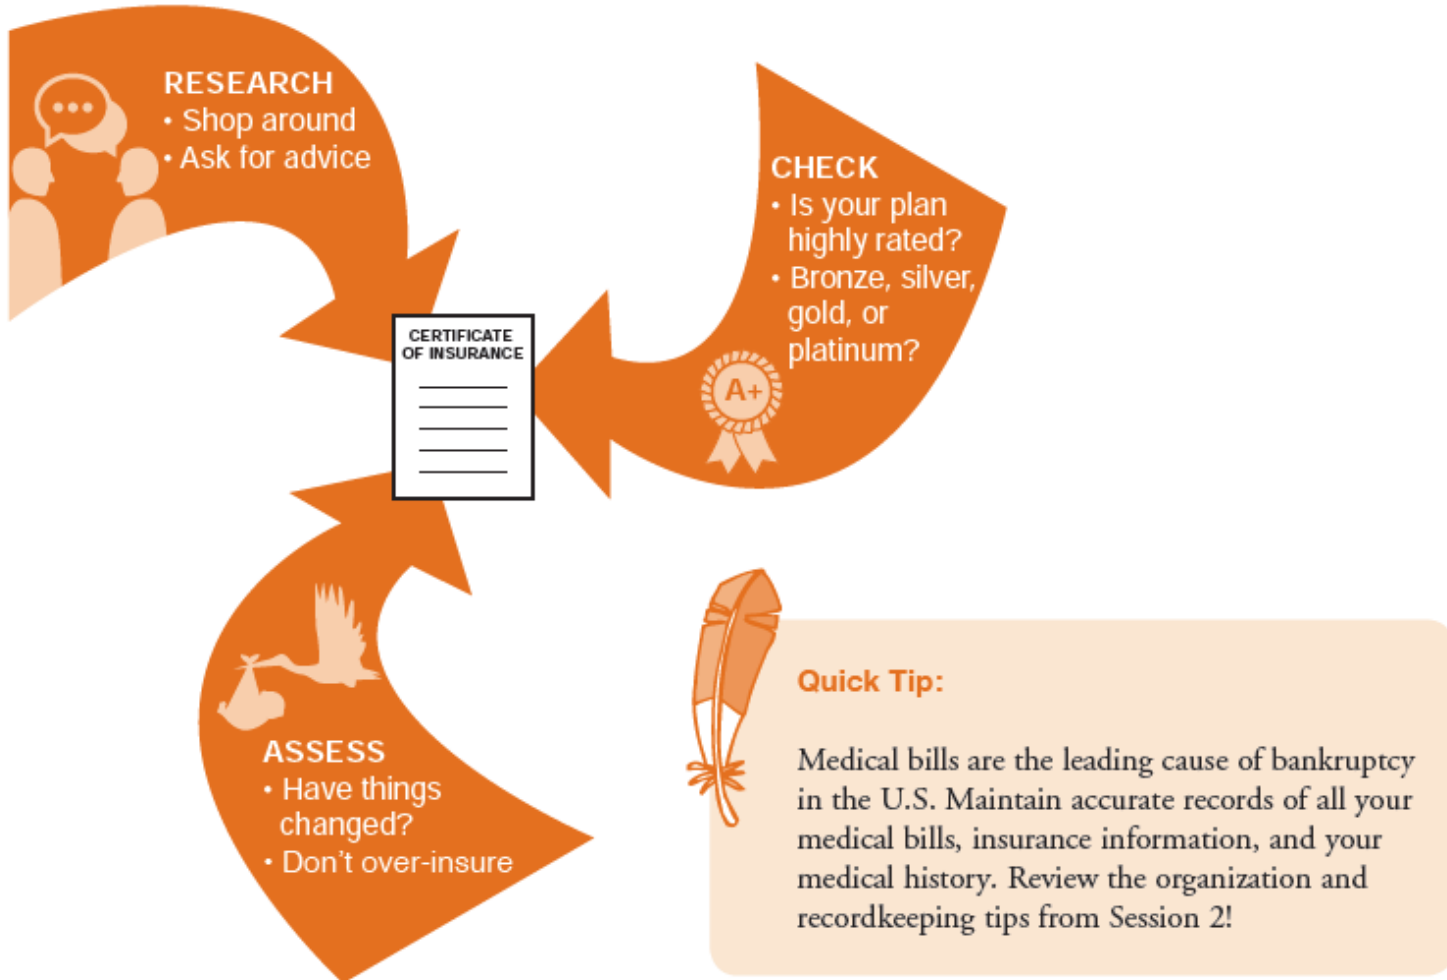 RESEARCH
• Shop around
• Ask for advice
CHECK
• Is your plan
highly rated?
• Bronze, silver,
gold, or
platinum?
A+
CERTIFICATE
OF INSURANCE
ASSESS
• Have things
changed?
• Don't over-insure
Quick Tip:
Medical bills are the leading cause of bankruptcy
in the U.S. Maintain accurate records of all your
medical bills, insurance information, and your
medical history. Review the organization and
recordkeeping tips from Session 2!